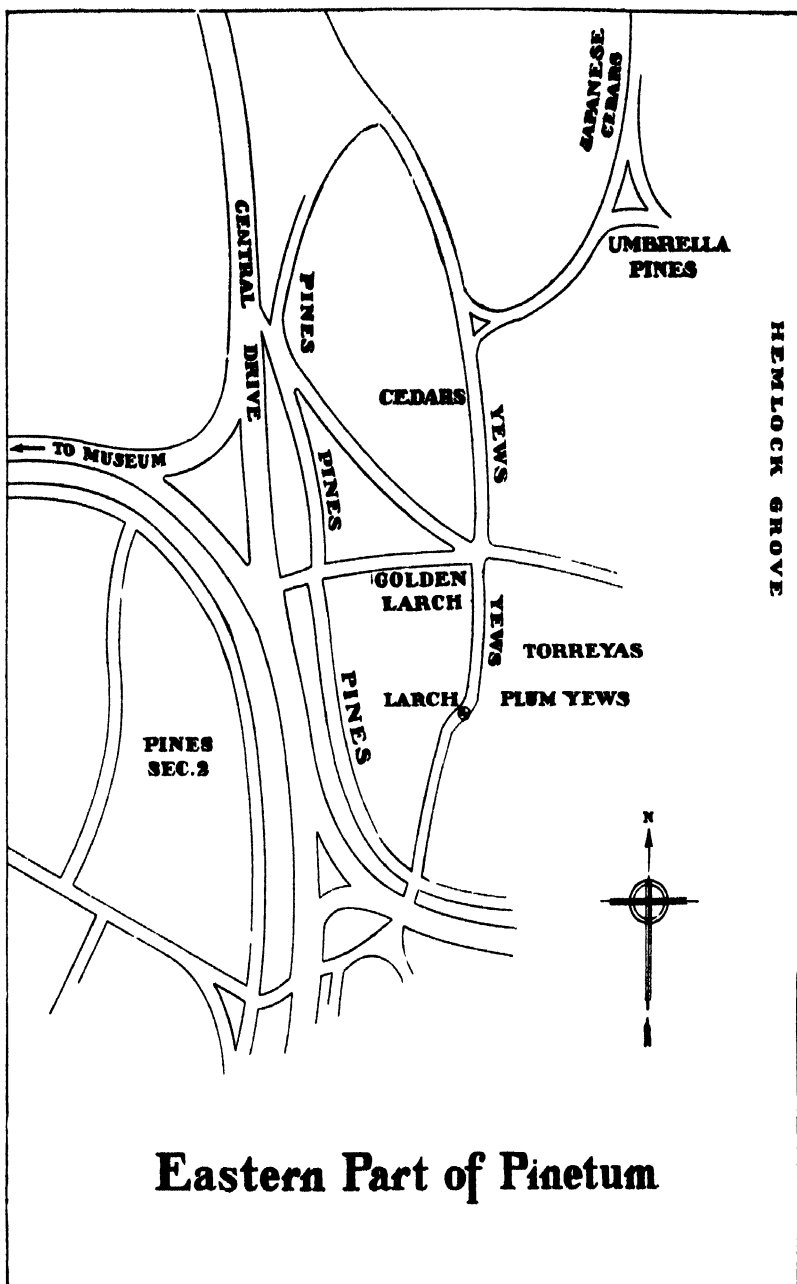 JAPANESE
CEDARS
CENTRAL
DRIVE
UMBRELLA
PINES
PINES
HEMLOCK GROVE
CEDARS
YEWS
TO MUSEUM
PINES
GOLDEN
LARCH
YEWS
TORREYAS
LARCH
PLUM YEWS
PINES
PINES
SEC. 2
N
Eastern Part of Pinetum